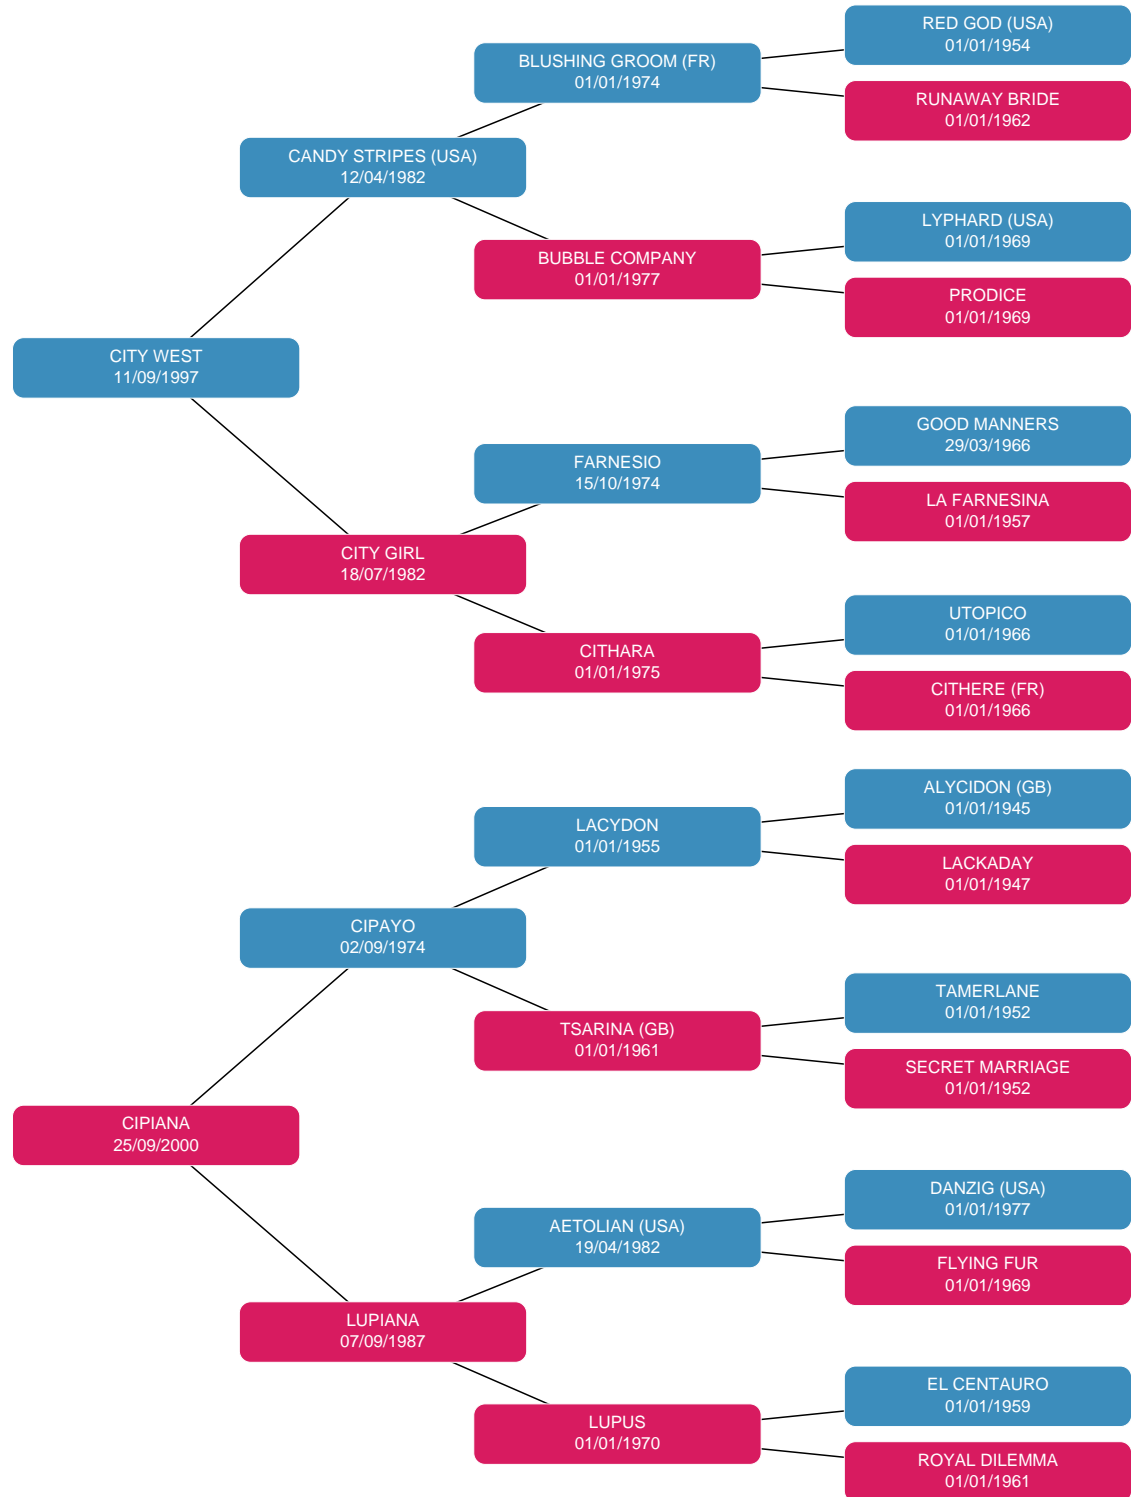 RED GOD (USA)
01/01/1954
BLUSHING GROOM (FR)
01/01/1974
RUNAWAY BRIDE
01/01/1962
CANDY STRIPES (USA)
12/04/1982
LYPHARD (USA)
01/01/1969
BUBBLE COMPANY
01/01/1977
PRODICE
01/01/1969
CITY WEST
11/09/1997
GOOD MANNERS
29/03/1966
FARNESIO
15/10/1974
LA FARNESINA
01/01/1957
CITY GIRL
18/07/1982
UTOPICO
01/01/1966
CITHARA
01/01/1975
CITHERE (FR)
01/01/1966
ALYCIDON (GB)
01/01/1945
LACYDON
01/01/1955
LACKADAY
01/01/1947
CIPAYO
02/09/1974
TAMERLANE
01/01/1952
TSARINA (GB)
01/01/1961
SECRET MARRIAGE
01/01/1952
CIPIANA
25/09/2000
DANZIG (USA)
01/01/1977
AETOLIAN (USA)
19/04/1982
FLYING FUR
01/01/1969
LUPIANA
07/09/1987
EL CENTAURO
01/01/1959
LUPUS
01/01/1970
ROYAL DILEMMA
01/01/1961